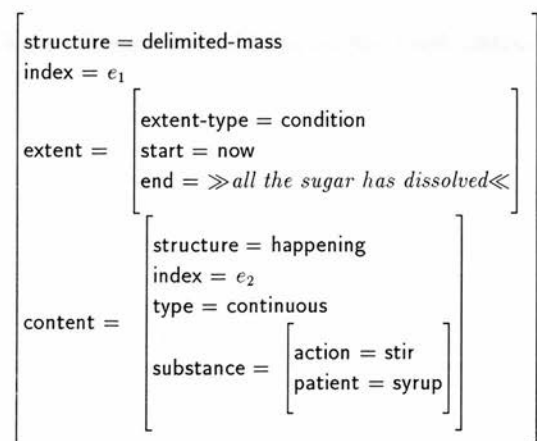 structure = delimited-mass
index = e₁
extent =
extent-type = condition
start = now
end = ≫all the sugar has dissolved≪
content =
structure = happening
index = e₂
type = continuous
substance =
action = stir
patient = syrup